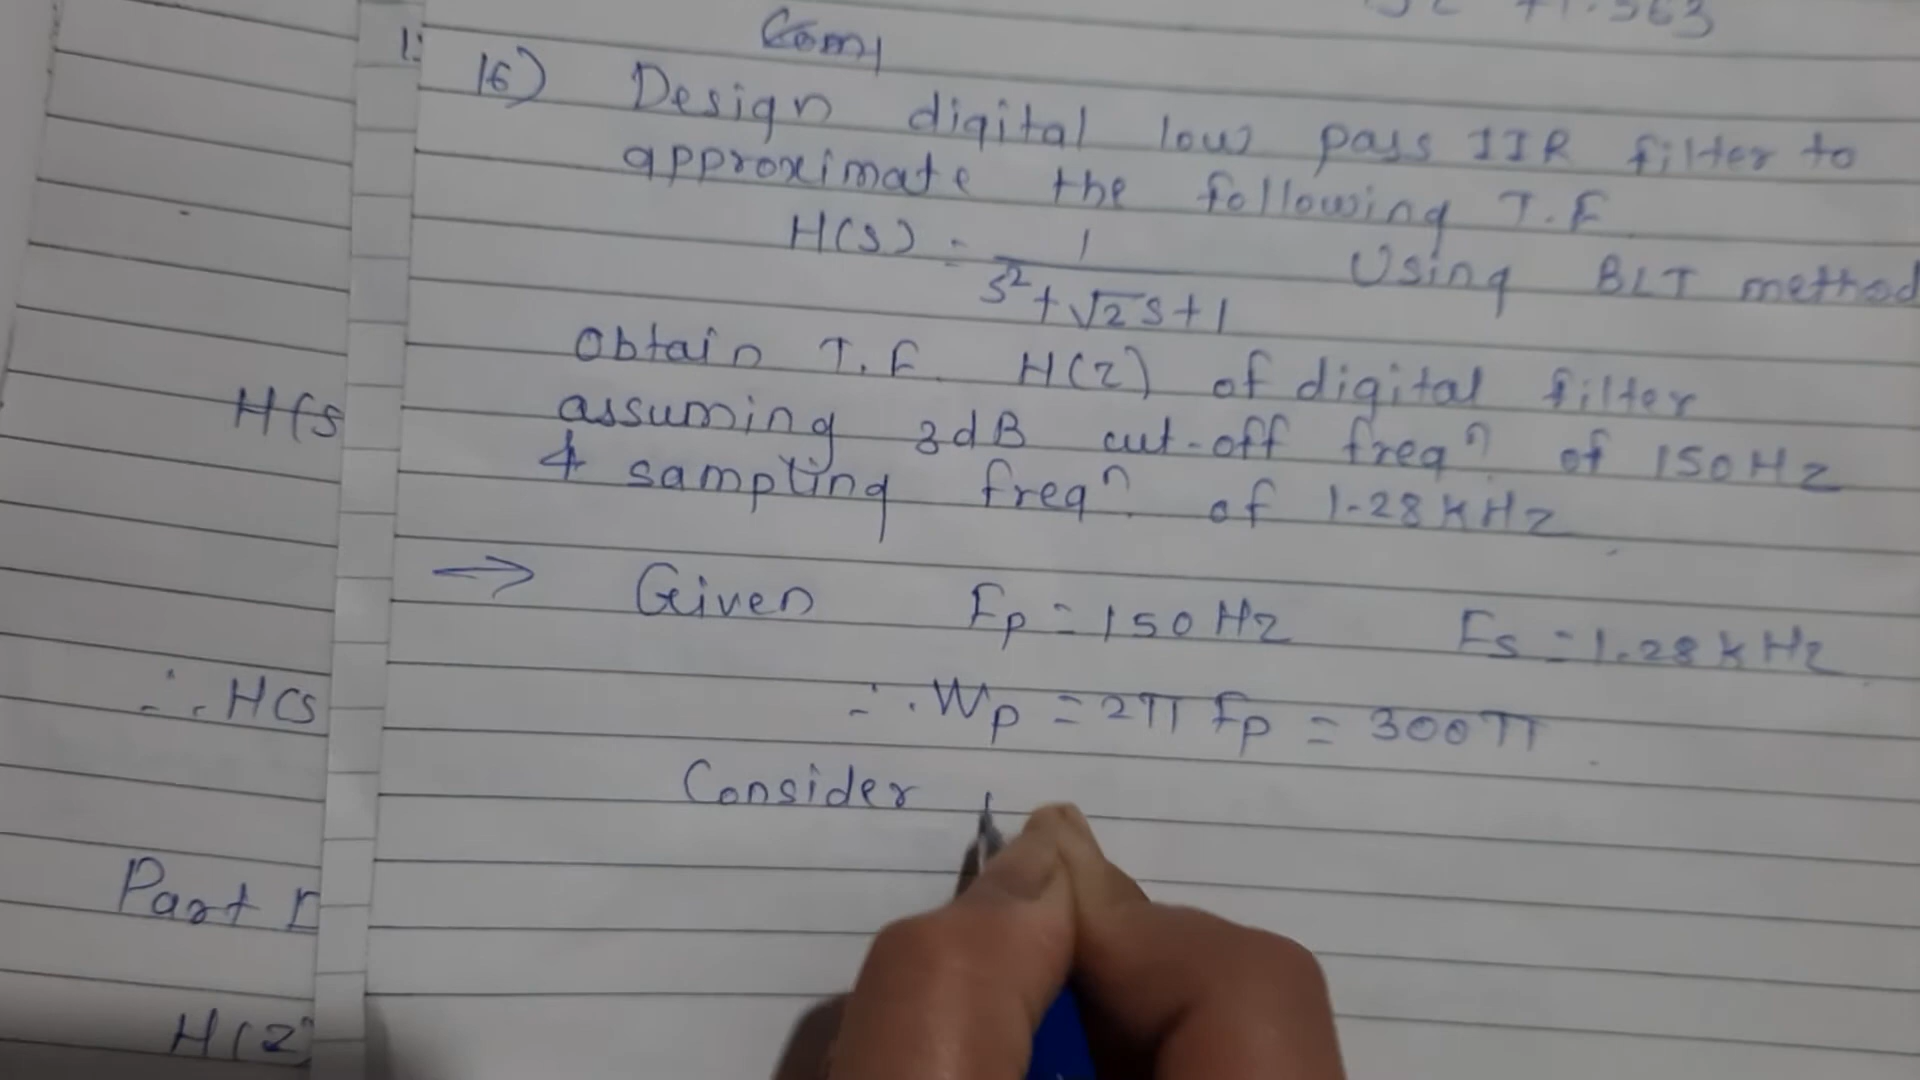 16) Design digital low pass IIR filter to
approximate the following T.F.
H(s) = 1 / s² + √2 s + 1 Using BLT method
obtain T.F. H(z) of digital filter
assuming 3dB cut-off freqⁿ of 150Hz
& sampling freqⁿ of 1.28kHz
→ Given Fp = 150Hz Fs = 1.28kHz
∴ Wp = 2π Fp = 300π
Consider
H(s
∴ H(s
Part I
H(z)